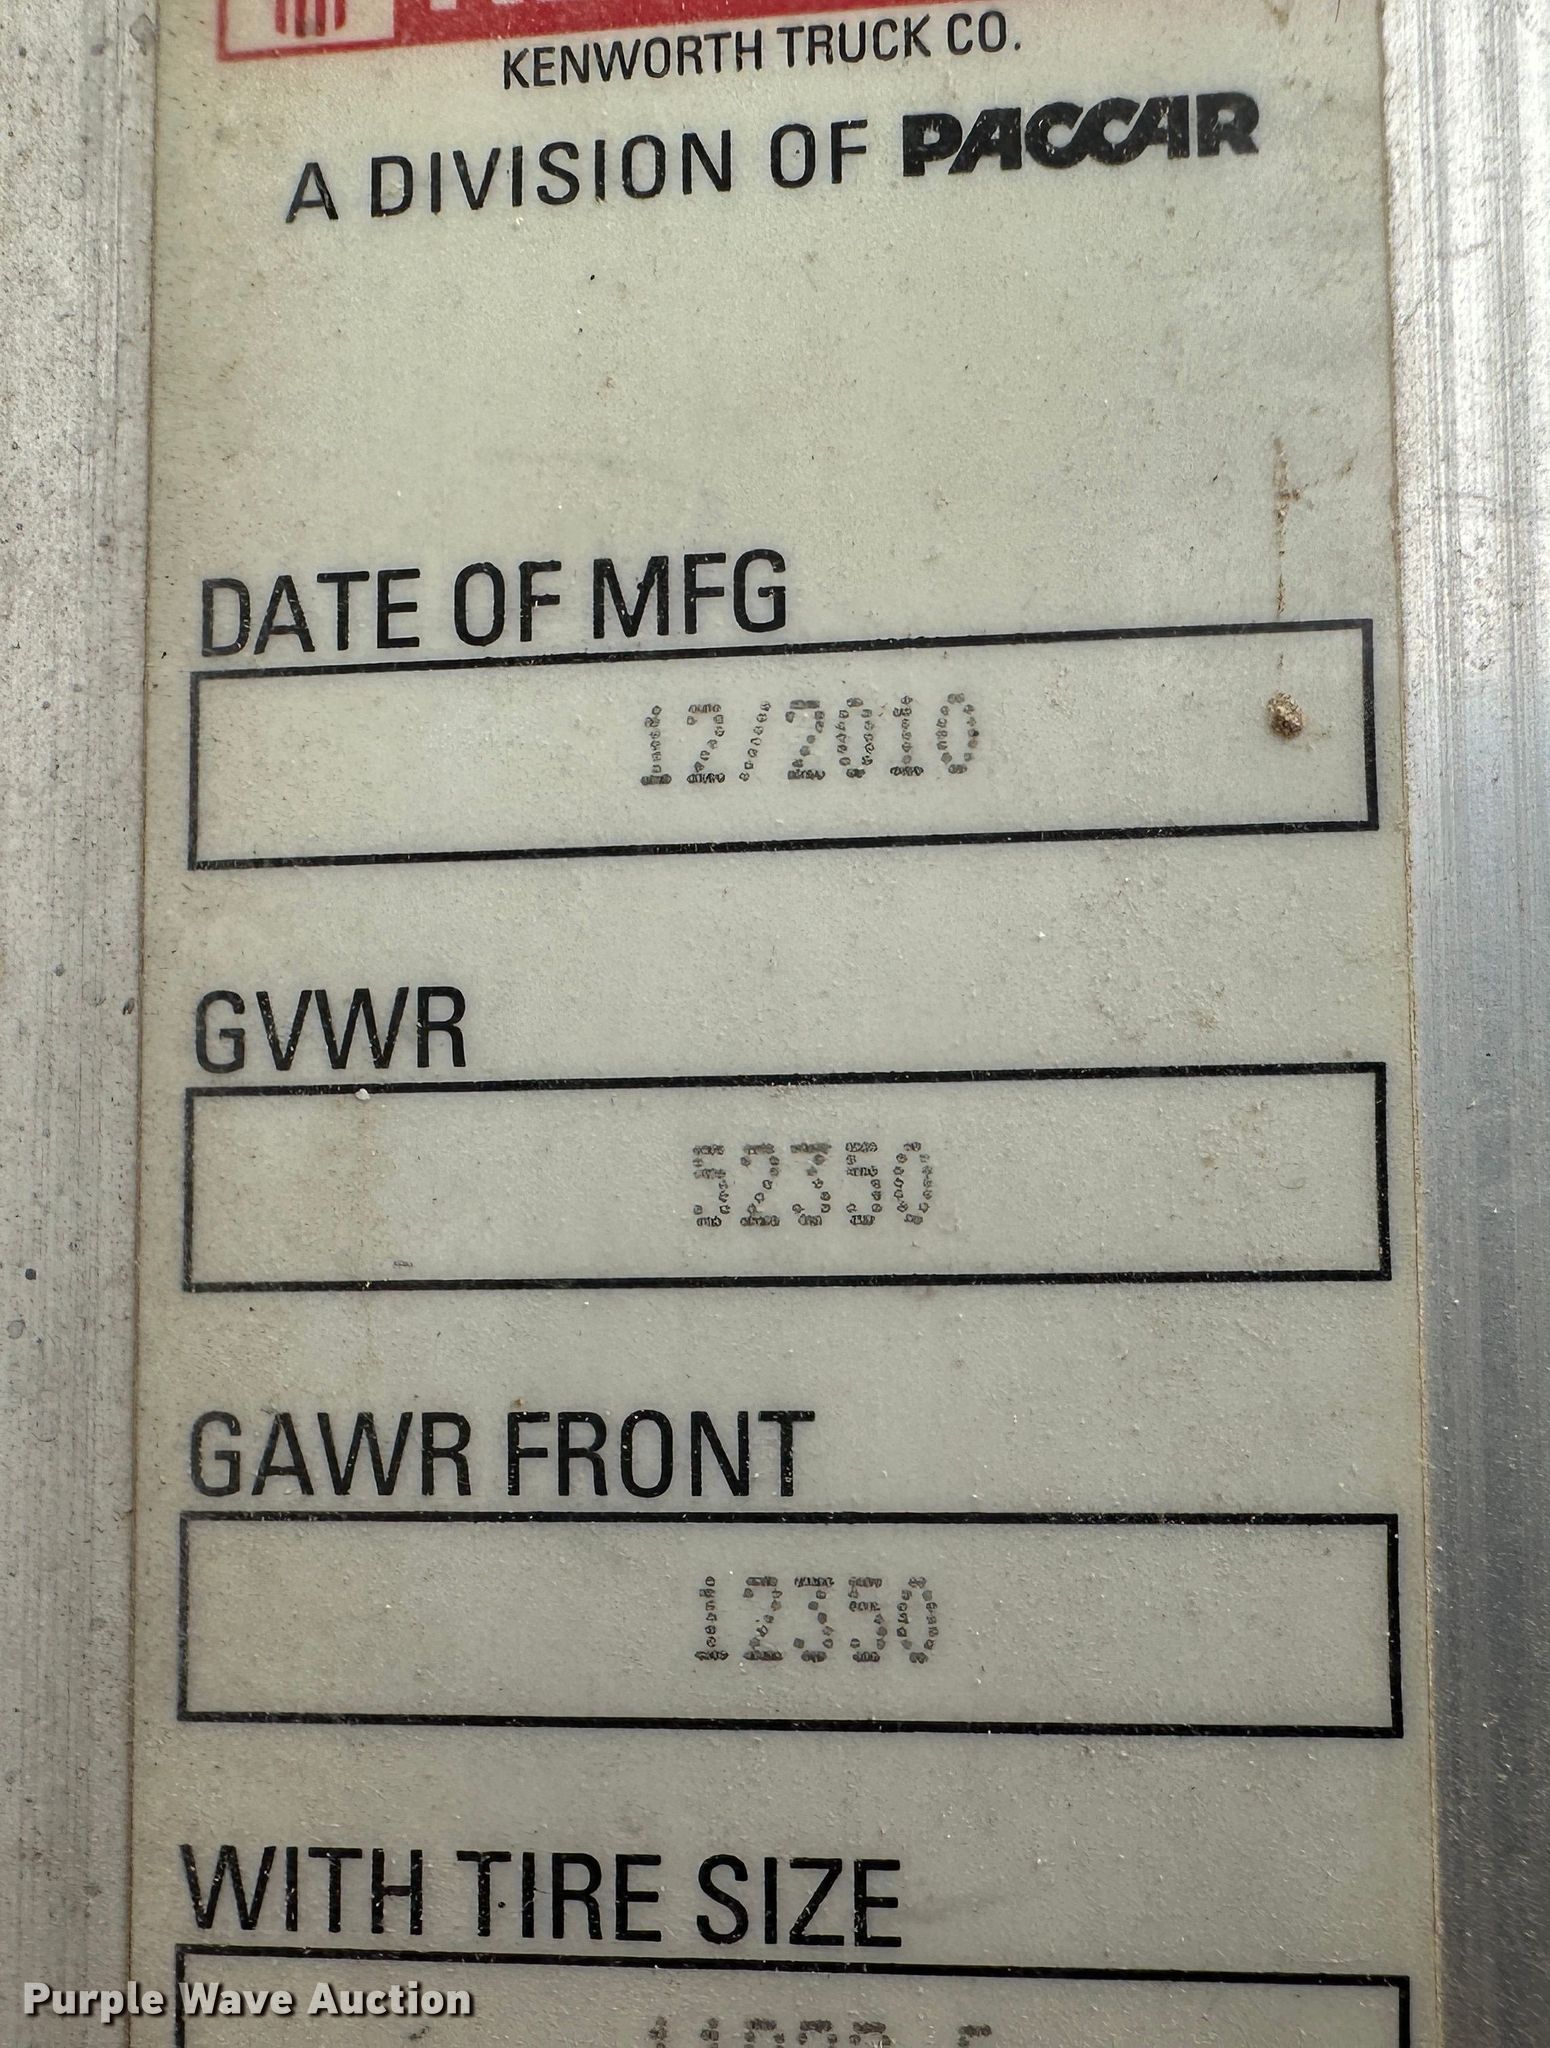 KENWORTH TRUCK CO.
A DIVISION OF PACCAR
DATE OF MFG
12/2010
GVWR
52350
GAWR FRONT
12350
WITH TIRE SIZE
Purple Wave Auction